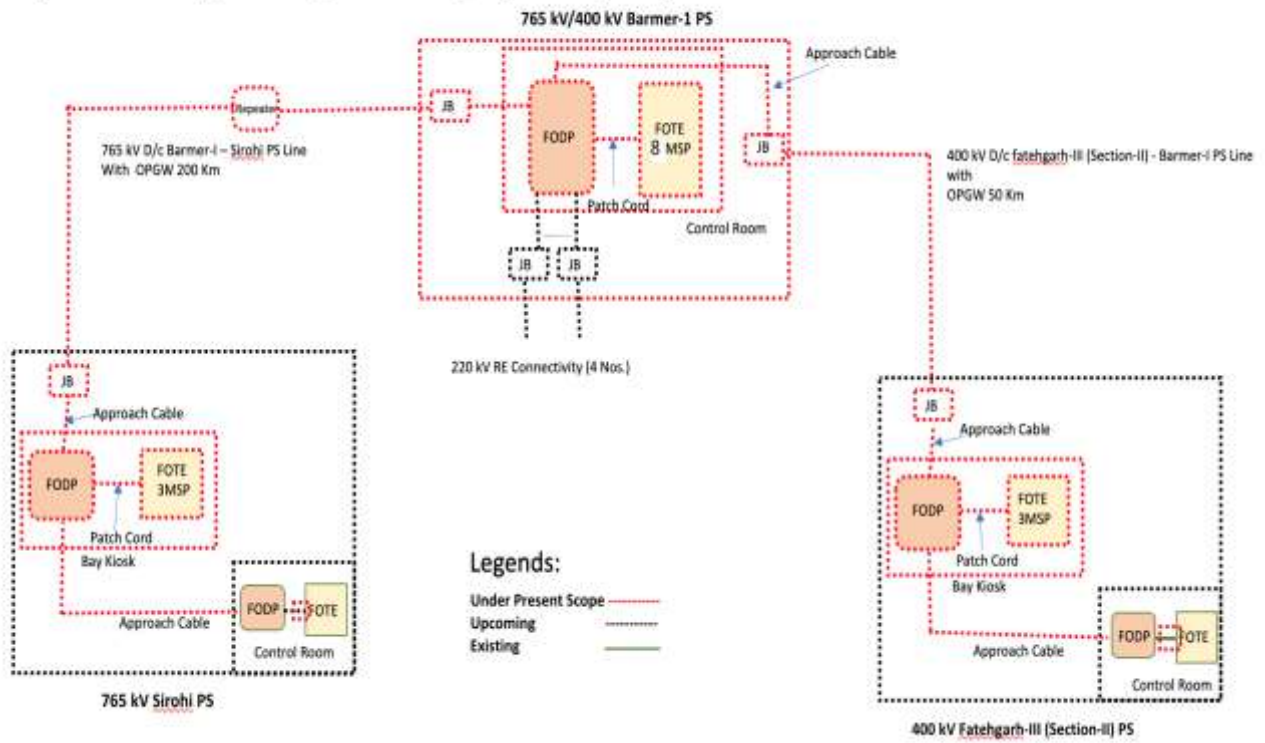 765 kV/400 kV Barmer-1 PS
Approach Cable
Repeater
JB
FODP
FOTE
8 MSP
JB
Patch Cord
Control Room
765 kV D/c Barmer-I – Sirohi PS Line
With OPGW 200 Km
400 kV D/c fatehgarh-III (Section-II) - Barmer-I PS Line
with
OPGW 50 Km
JB
JB
220 kV RE Connectivity (4 Nos.)
JB
Approach Cable
FODP
FOTE
3MSP
Patch Cord
Bay Kiosk
Approach Cable
FODP
FOTE
Control Room
765 kV Sirohi PS
Legends:
Under Present Scope
Upcoming
Existing
JB
Approach Cable
FODP
FOTE
3MSP
Patch Cord
Bay Kiosk
Approach Cable
FODP
FOTE
Control Room
400 kV Fatehgarh-III (Section-II) PS